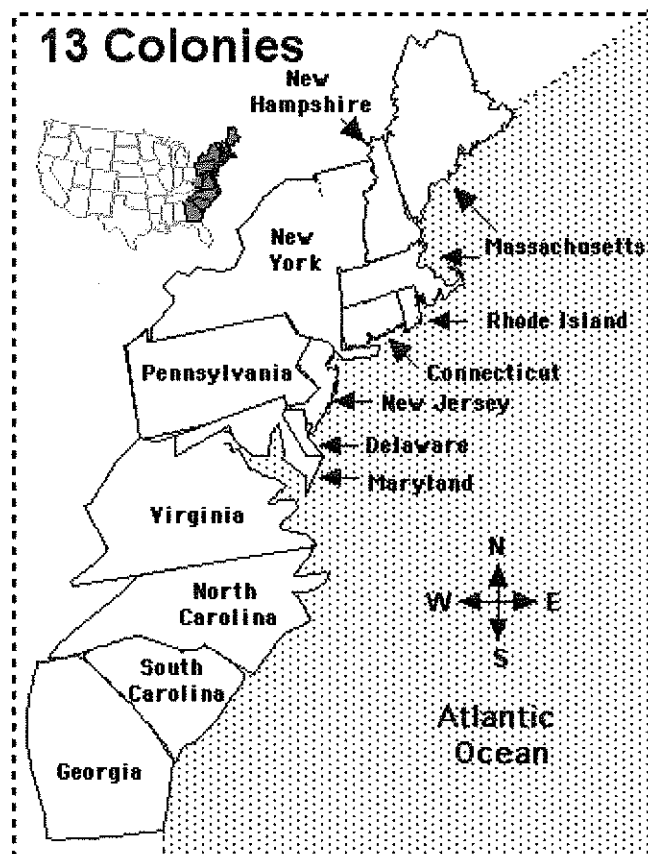 13 Colonies
New
Hampshire
Massachusetts
New
York
Rhode Island
Pennsylvania
Connecticut
New Jersey
Delaware
Maryland
Virginia
N
W E
S
North
Carolina
South
Carolina
Atlantic
Ocean
Georgia